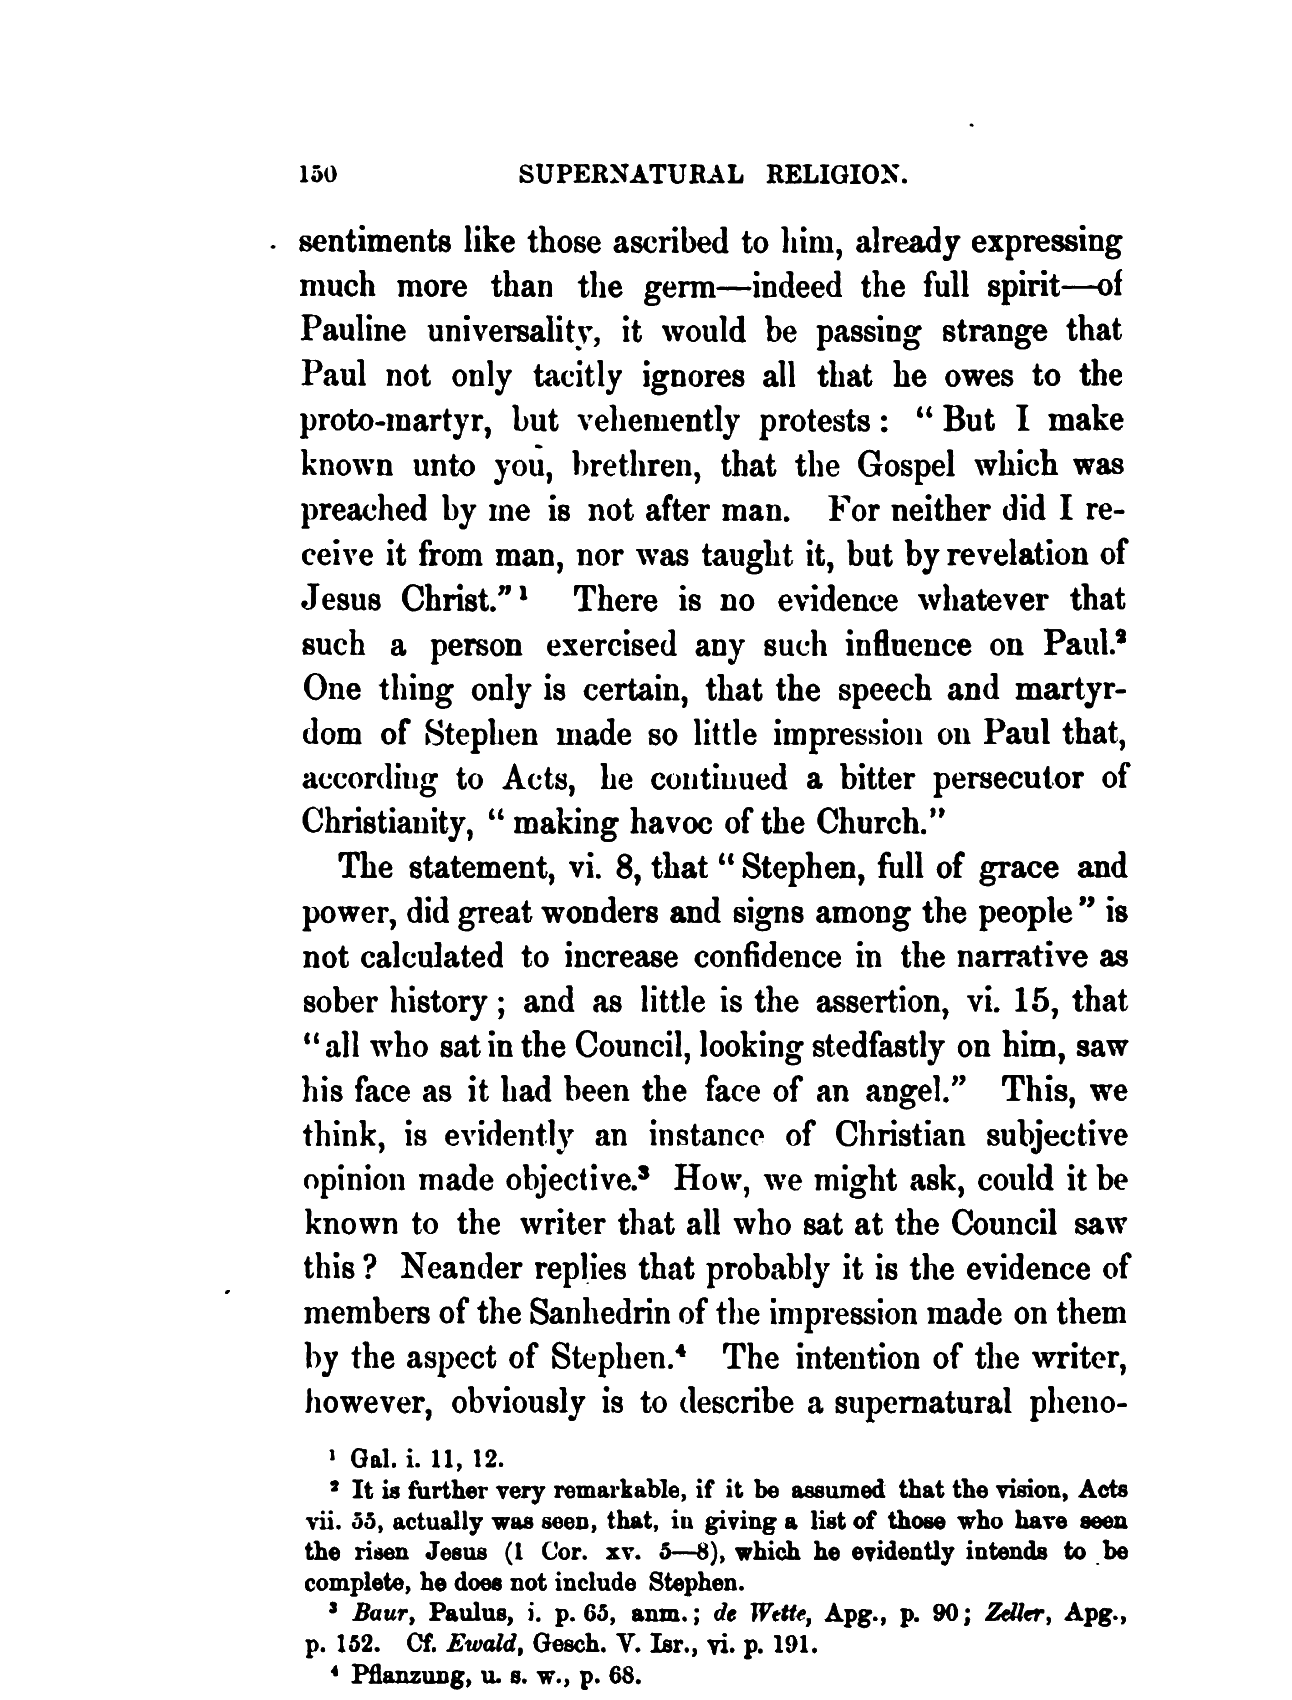 150 SUPERNATURAL RELIGION.
sentiments like those ascribed to him, already expressing
much more than the germ—indeed the full spirit—of
Pauline universality, it would be passing strange that
Paul not only tacitly ignores all that he owes to the
proto-martyr, but vehemently protests : “ But I make
known unto you, brethren, that the Gospel which was
preached by me is not after man. For neither did I re-
ceive it from man, nor was taught it, but by revelation of
Jesus Christ.” ¹ There is no evidence whatever that
such a person exercised any such influence on Paul.²
One thing only is certain, that the speech and martyr-
dom of Stephen made so little impression on Paul that,
according to Acts, he continued a bitter persecutor of
Christianity, “ making havoc of the Church.”
The statement, vi. 8, that “ Stephen, full of grace and
power, did great wonders and signs among the people ” is
not calculated to increase confidence in the narrative as
sober history ; and as little is the assertion, vi. 15, that
“ all who sat in the Council, looking stedfastly on him, saw
his face as it had been the face of an angel.” This, we
think, is evidently an instance of Christian subjective
opinion made objective.³ How, we might ask, could it be
known to the writer that all who sat at the Council saw
this ? Neander replies that probably it is the evidence of
members of the Sanhedrin of the impression made on them
by the aspect of Stephen.⁴ The intention of the writer,
however, obviously is to describe a supernatural pheno-
¹ Gal. i. 11, 12.
² It is further very remarkable, if it be assumed that the vision, Acts
vii. 55, actually was seen, that, in giving a list of those who have seen
the risen Jesus (1 Cor. xv. 5—8), which he evidently intends to be
complete, he does not include Stephen.
³ Baur, Paulus, i. p. 65, anm. ; de Wette, Apg., p. 90 ; Zeller, Apg.,
p. 152. Cf. Ewald, Gesch. V. Isr., vi. p. 191.
⁴ Pflanzung, u. s. w., p. 68.